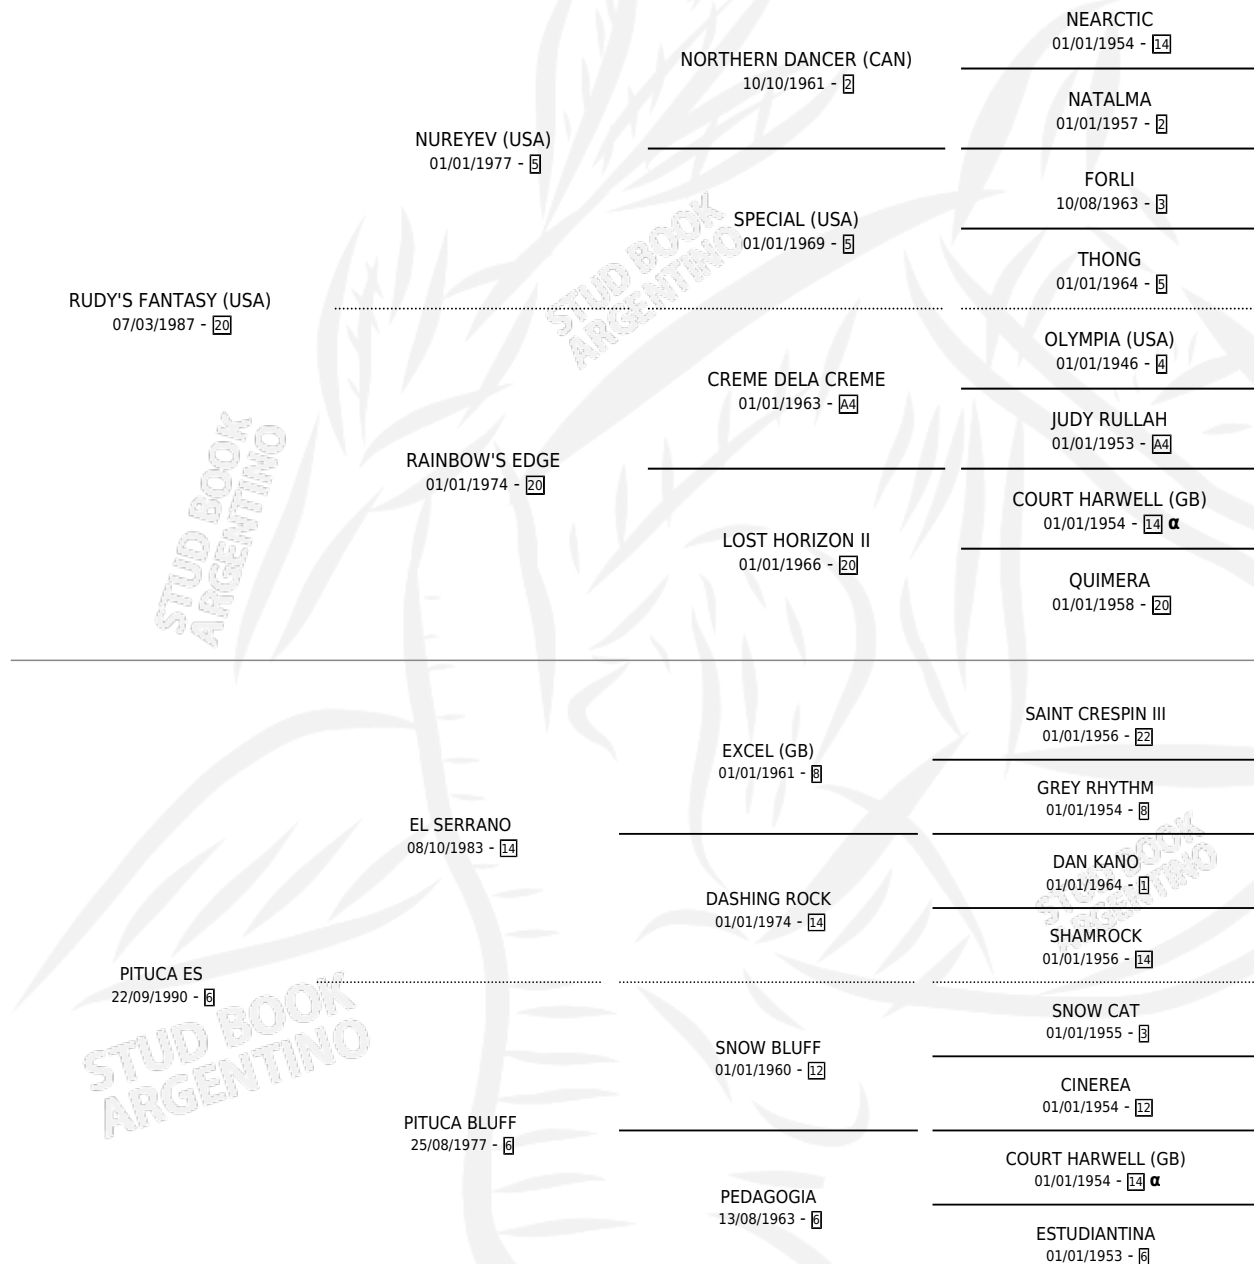 NEARCTIC
01/01/1954 - 14
NORTHERN DANCER (CAN)
10/10/1961 - 2
NATALMA
01/01/1957 - 2
NUREYEV (USA)
01/01/1977 - 5
FORLI
10/08/1963 - 3
SPECIAL (USA)
01/01/1969 - 5
THONG
01/01/1964 - 5
RUDY'S FANTASY (USA)
07/03/1987 - 20
OLYMPIA (USA)
01/01/1946 - 4
CREME DELA CREME
01/01/1963 - A4
JUDY RULLAH
01/01/1953 - A4
RAINBOW'S EDGE
01/01/1974 - 20
COURT HARWELL (GB)
01/01/1954 - 14 α
LOST HORIZON II
01/01/1966 - 20
QUIMERA
01/01/1958 - 20
SAINT CRESPIN III
01/01/1956 - 22
EXCEL (GB)
01/01/1961 - 8
GREY RHYTHM
01/01/1954 - 8
EL SERRANO
08/10/1983 - 14
DAN KANO
01/01/1964 - 1
DASHING ROCK
01/01/1974 - 14
SHAMROCK
01/01/1956 - 14
PITUCA ES
22/09/1990 - 6
SNOW CAT
01/01/1955 - 3
SNOW BLUFF
01/01/1960 - 12
CINEREA
01/01/1954 - 12
PITUCA BLUFF
25/08/1977 - 6
COURT HARWELL (GB)
01/01/1954 - 14 α
PEDAGOGIA
13/08/1963 - 6
ESTUDIANTINA
01/01/1953 - 6
STUD BOOK
ARGENTINO
STUD BOOK
ARGENTINO
STUD BOOK
ARGENTINO
STUD BOOK
ARGENTINO